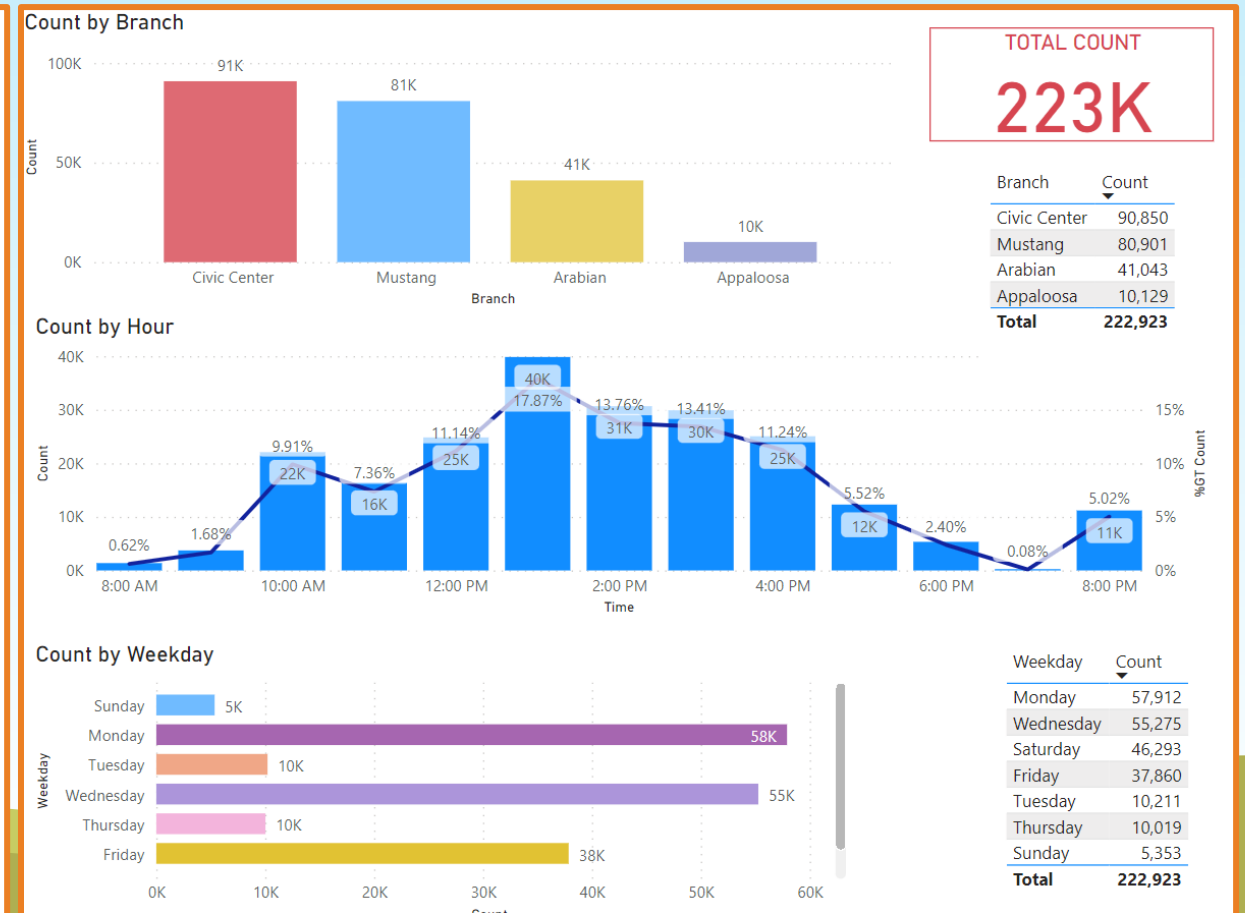 Count by Branch
TOTAL COUNT
223K
100K
50K
0K
Count
91K
81K
41K
10K
Civic Center Mustang Arabian Appaloosa
Branch
Branch Count
Civic Center 90,850
Mustang 80,901
Arabian 41,043
Appaloosa 10,129
Total 222,923
Count by Hour
40K
30K
20K
10K
0K
Count
0.62%
1.68%
9.91%
22K
7.36%
16K
11.14%
25K
40K
17.87%
13.76%
31K
13.41%
30K
11.24%
25K
5.52%
12K
2.40%
0.08%
5.02%
11K
15%
10%
5%
0%
%GT Count
8:00 AM 10:00 AM 12:00 PM 2:00 PM 4:00 PM 6:00 PM 8:00 PM
Time
Count by Weekday
Weekday
Sunday 5K
Monday 58K
Tuesday 10K
Wednesday 55K
Thursday 10K
Friday 38K
0K 10K 20K 30K 40K 50K 60K
Count
Weekday Count
Monday 57,912
Wednesday 55,275
Saturday 46,293
Friday 37,860
Tuesday 10,211
Thursday 10,019
Sunday 5,353
Total 222,923